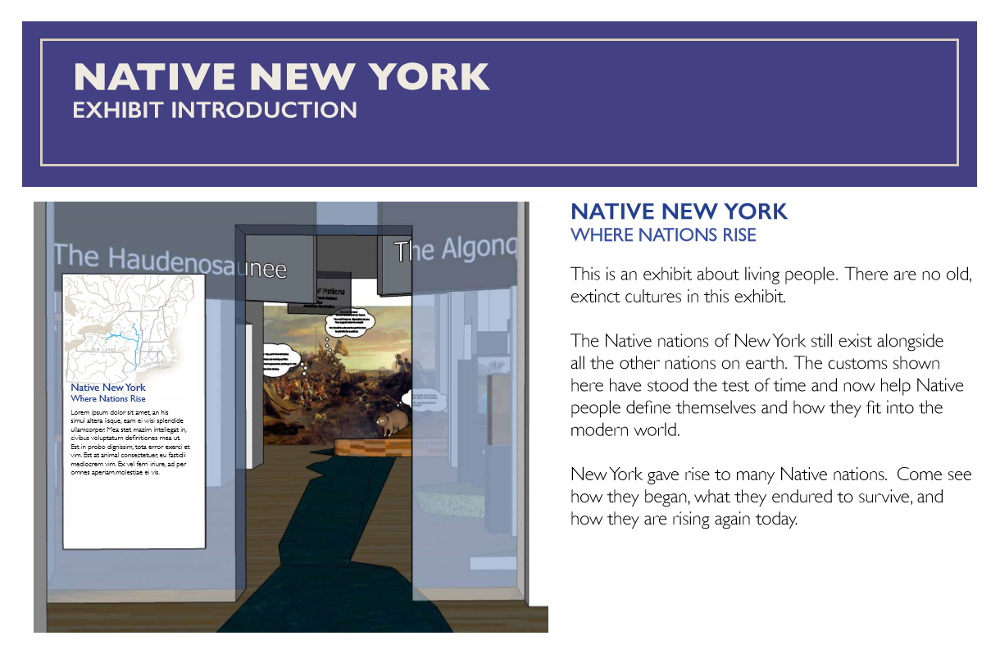 NATIVE NEW YORK
EXHIBIT INTRODUCTION
The Haudenosaunee
The Algonq
of Nations
Native New York
Where Nations Rise
Lorem ipsum dolor sit amet, an his
simul altera iisque, eam ei wisi splendide
ullamcorper. Mea stet mazim intellegat in,
civibus voluptatum definitiones mea ut.
Est in probo dignissim, tota error exerci et
vim. Est at animal consectetuer, eu fastidii
mediocrem vim. Ex vel ferri iriure, ad per
omnes aperiam.molestiae ei vis.
NATIVE NEW YORK
WHERE NATIONS RISE
This is an exhibit about living people. There are no old,
extinct cultures in this exhibit.
The Native nations of New York still exist alongside
all the other nations on earth. The customs shown
here have stood the test of time and now help Native
people define themselves and how they fit into the
modern world.
New York gave rise to many Native nations. Come see
how they began, what they endured to survive, and
how they are rising again today.